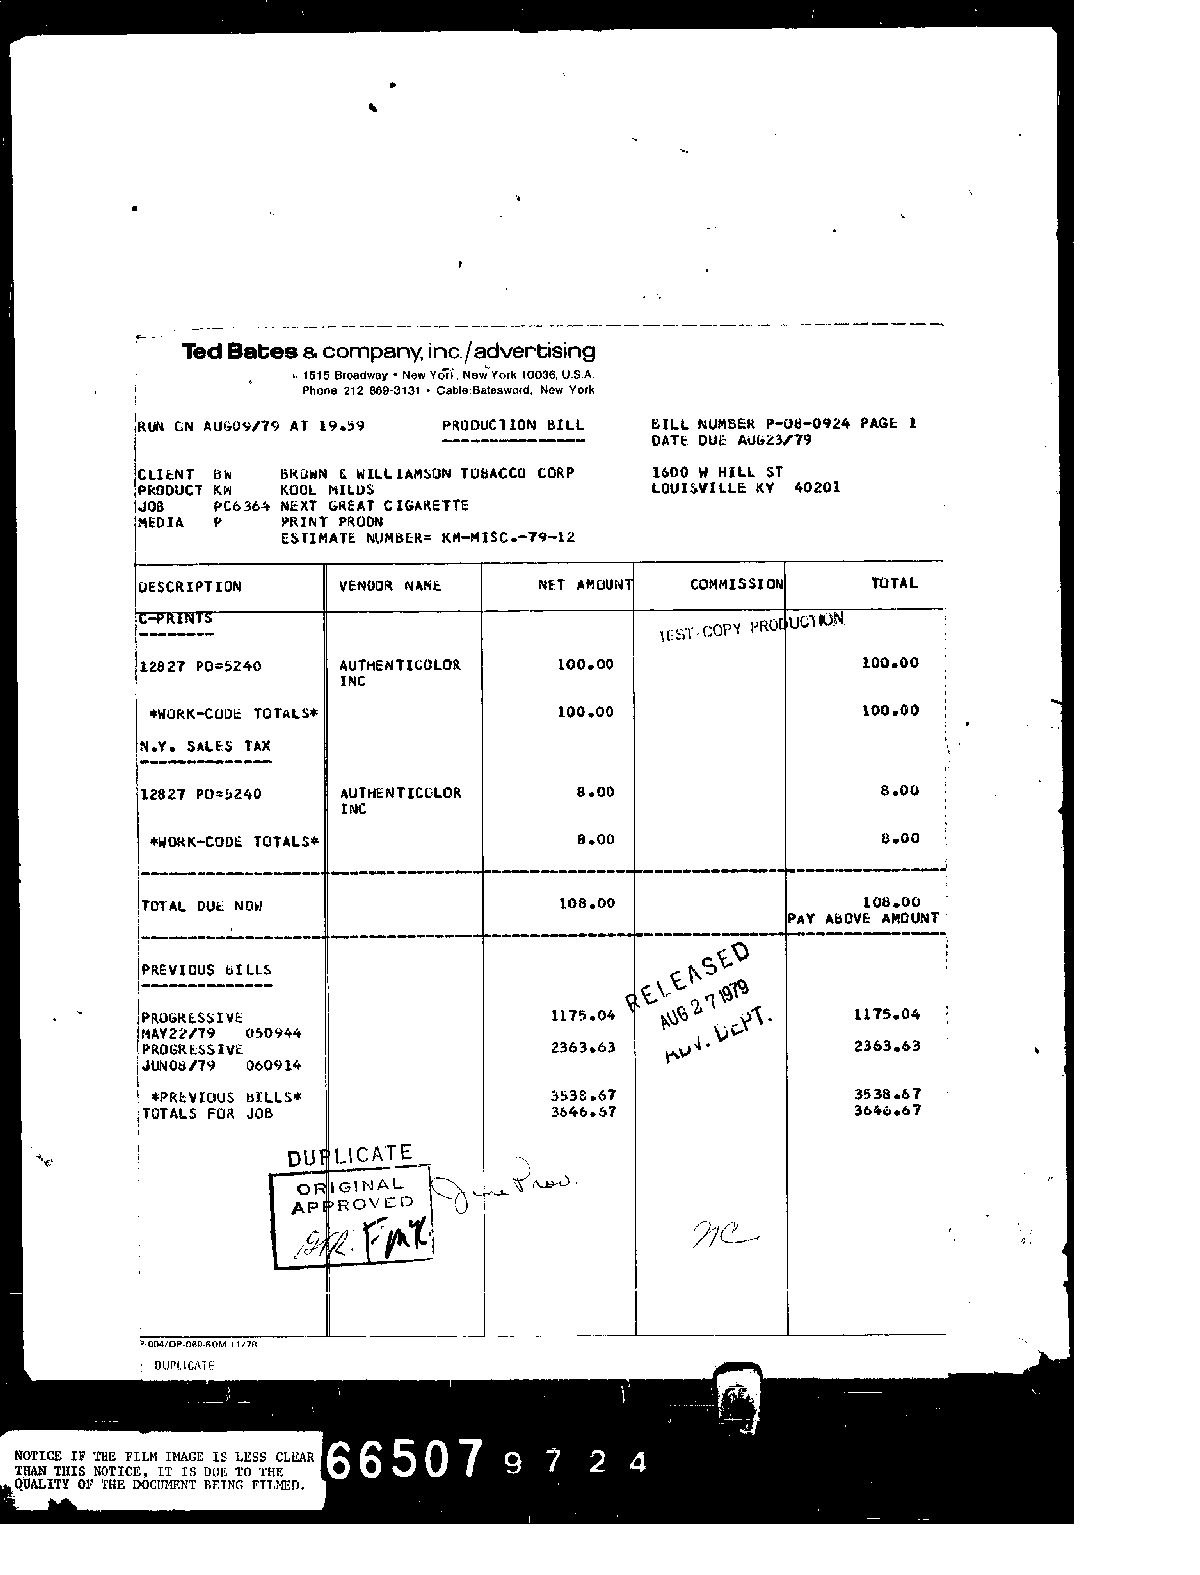 Ted Bates & company, inc./advertising
1515 Broadway • New York, New York 10036, U.S.A.
Phone 212 869-3131 • Cable:Batesword, New York
RUN ON AUG09/79 AT 19.59 PRODUCTION BILL BILL NUMBER P-08-0924 PAGE 1
DATE DUE AUG23/79
CLIENT BW BROWN & WILLIAMSON TOBACCO CORP 1600 W HILL ST
PRODUCT KW KOOL MILDS LOUISVILLE KY 40201
JOB PC6364 NEXT GREAT CIGARETTE
MEDIA P PRINT PRODN
ESTIMATE NUMBER= KM-MISC.-79-12
DESCRIPTION VENDOR NAME NET AMOUNT COMMISSION TOTAL
C-PRINTS
TEST-COPY PRODUCTION
12827 PO=5240 AUTHENTICOLOR 100.00 100.00
INC
*WORK-CODE TOTALS* 100.00 100.00
N.Y. SALES TAX
12827 PO=5240 AUTHENTICOLOR 8.00 8.00
INC
*WORK-CODE TOTALS* 8.00 8.00
TOTAL DUE NOW 108.00 108.00
PAY ABOVE AMOUNT
PREVIOUS BILLS
RELEASED
AUG 27 1979
ADV. DEPT.
PROGRESSIVE 1175.04 1175.04
MAY22/79 050944
PROGRESSIVE 2363.63 2363.63
JUN08/79 060914
*PREVIOUS BILLS* 3538.67 3538.67
TOTALS FOR JOB 3646.67 3646.67
DUPLICATE
ORIGINAL
APPROVED
June Prod.
NC
P-004/OP-060-60M 11/78
DUPLICATE
NOTICE IF THE FILM IMAGE IS LESS CLEAR
THAN THIS NOTICE, IT IS DUE TO THE
QUALITY OF THE DOCUMENT BEING FILMED.
66507 9724